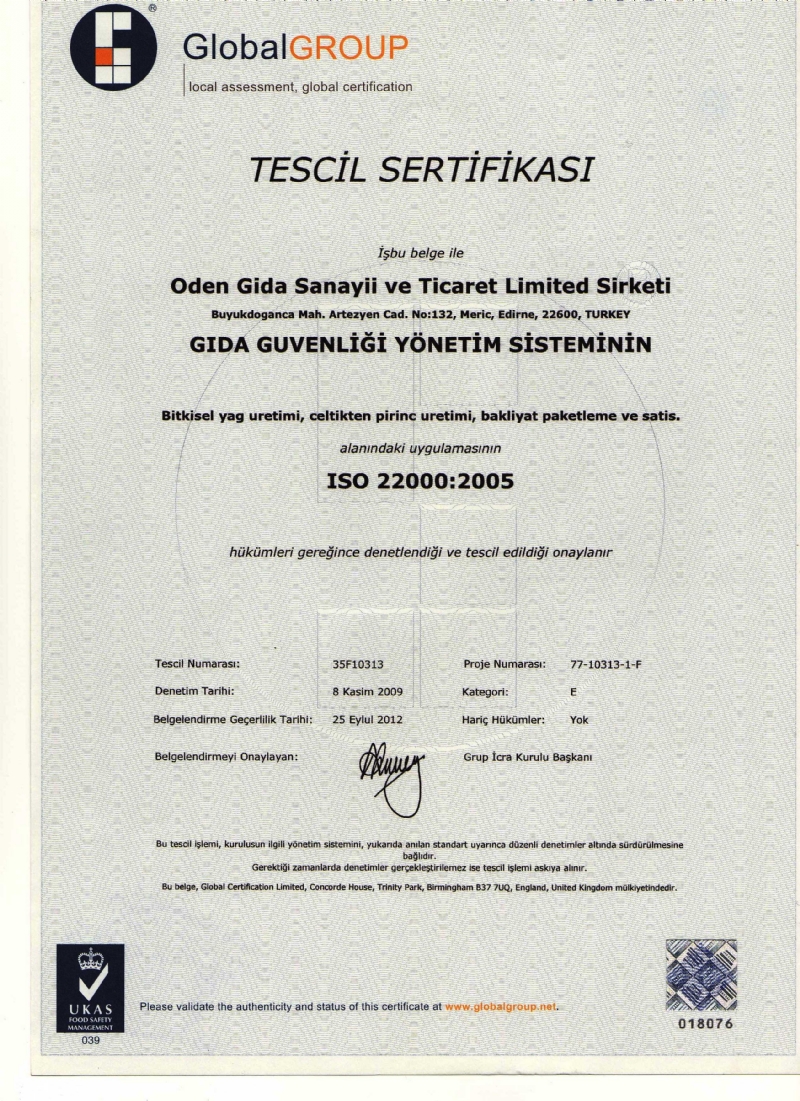 ®
GlobalGROUP
local assessment, global certification
TESCİL SERTİFİKASI
İşbu belge ile
Oden Gida Sanayii ve Ticaret Limited Sirketi
Buyukdoganca Mah. Artezyen Cad. No:132, Meric, Edirne, 22600, TURKEY
GIDA GUVENLİĞİ YÖNETİM SİSTEMİNİN
Bitkisel yag uretimi, celtikten pirinc uretimi, bakliyat paketleme ve satis.
alanındaki uygulamasının
ISO 22000:2005
hükümleri gereğince denetlendiği ve tescil edildiği onaylanır
Tescil Numarası: 35F10313 Proje Numarası: 77-10313-1-F
Denetim Tarihi: 8 Kasim 2009 Kategori: E
Belgelendirme Geçerlilik Tarihi: 25 Eylul 2012 Hariç Hükümler: Yok
Belgelendirmeyi Onaylayan: Grup İcra Kurulu Başkanı
Bu tescil işlemi, kurulusun ilgili yönetim sistemini, yukarıda anılan standart uyarınca düzenli denetimler altında sürdürülmesine
bağlıdır.
Gerektiği zamanlarda denetimler gerçekleştirilemez ise tescil işlemi askıya alınır.
Bu belge, Global Certification Limited, Concorde House, Trinity Park, Birmingham B37 7UQ, England, United Kingdom mülkiyetindedir.
UKAS
FOOD SAFETY
MANAGEMENT
039
Please validate the authenticity and status of this certificate at www.globalgroup.net.
018076